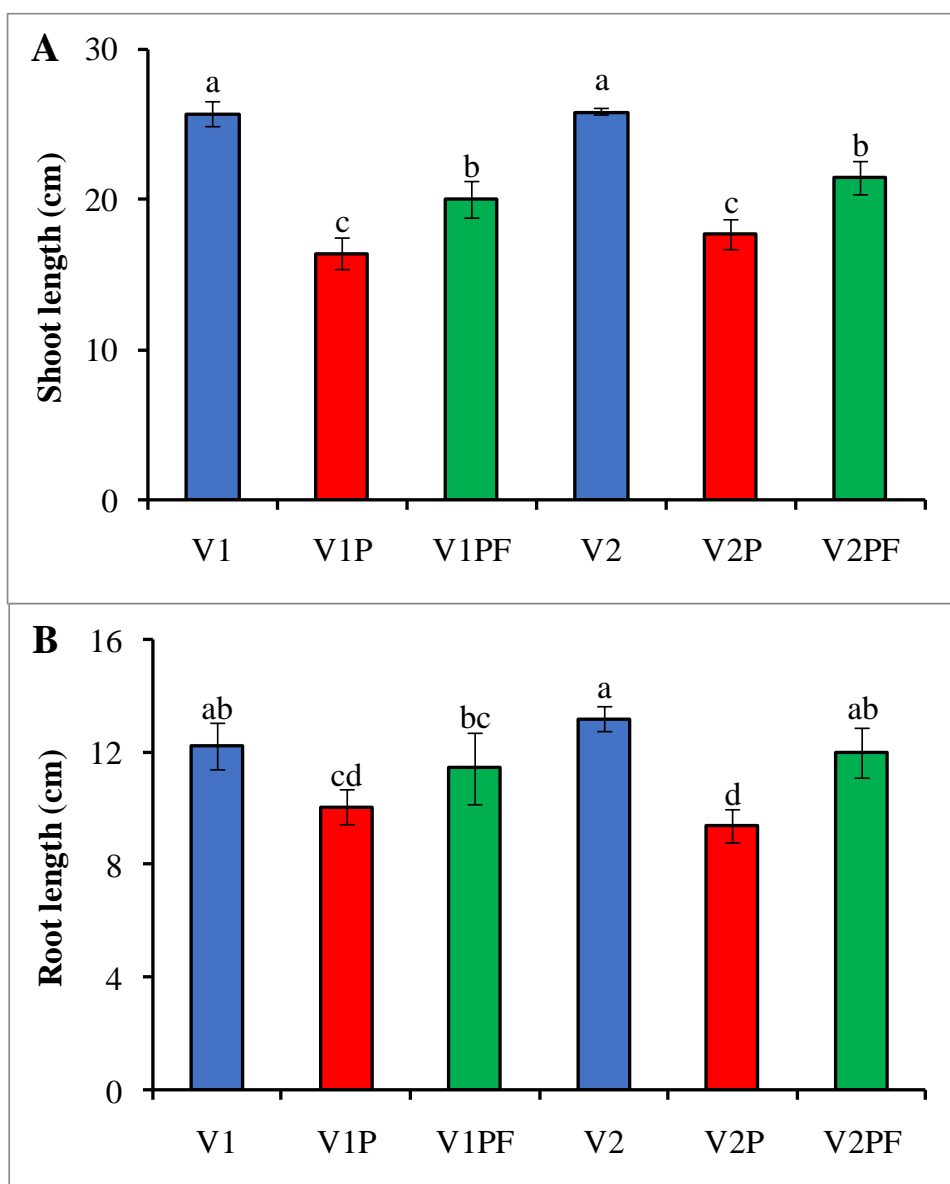 A
Shoot length (cm)
30
20
10
0
a
c
b
a
c
b
V1 V1P V1PF V2 V2P V2PF
B
Root length (cm)
16
12
8
4
0
ab
cd
bc
a
d
ab
V1 V1P V1PF V2 V2P V2PF